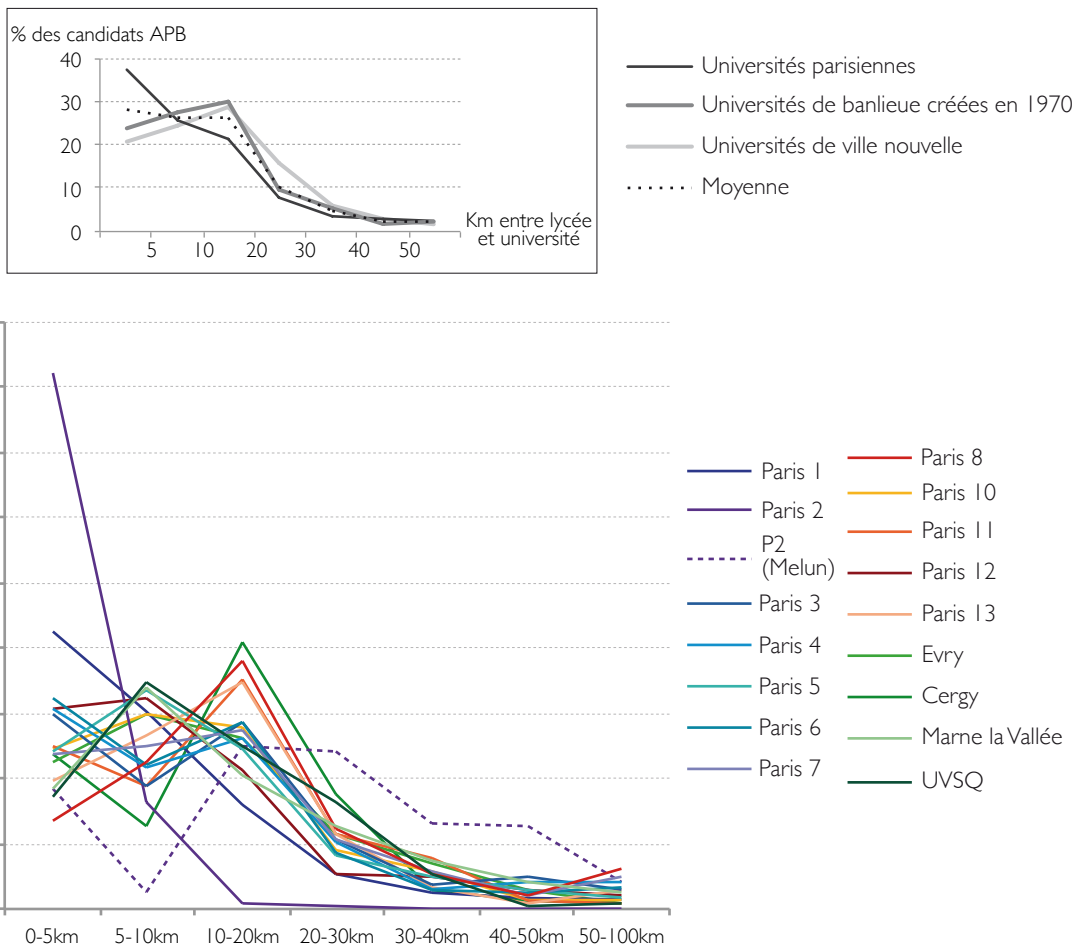 % des candidats APB
40
30
20
10
0
5 10 20 30 40 50
Km entre lycée
et université
Universités parisiennes
Universités de banlieue créées en 1970
Universités de ville nouvelle
Moyenne
Paris 1
Paris 2
P2
(Melun)
Paris 3
Paris 4
Paris 5
Paris 6
Paris 7
Paris 8
Paris 10
Paris 11
Paris 12
Paris 13
Evry
Cergy
Marne la Vallée
UVSQ
0-5km 5-10km 10-20km 20-30km 30-40km 40-50km 50-100km